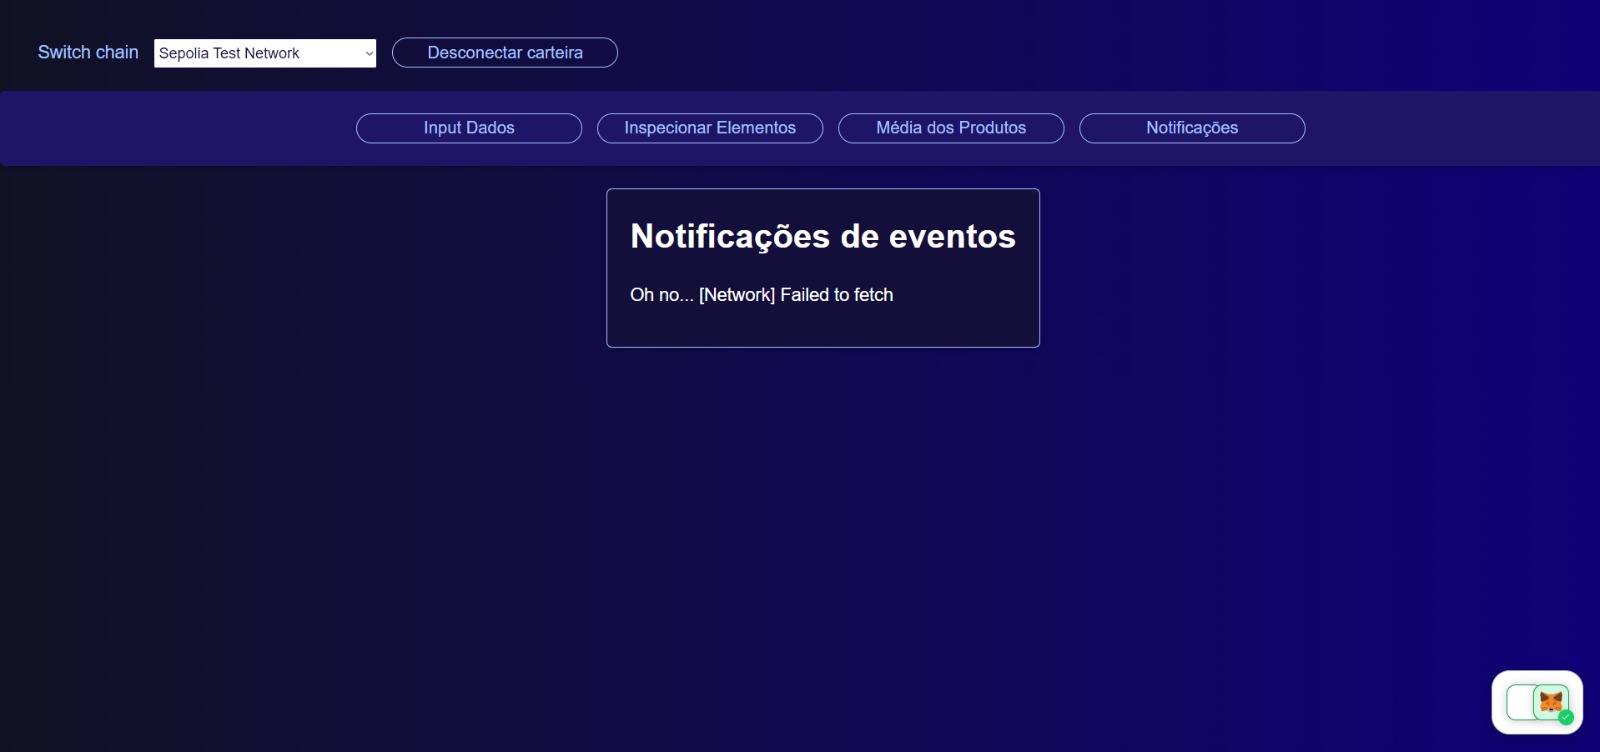 Switch chain
Sepolia Test Network
Desconectar carteira
Input Dados
Inspecionar Elementos
Média dos Produtos
Notificações
Notificações de eventos
Oh no... [Network] Failed to fetch